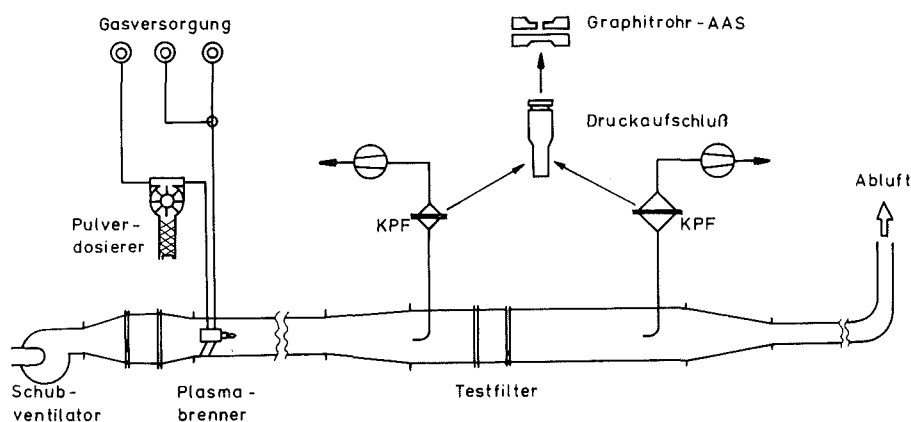 Gasversorgung
Graphitrohr-AAS
Druckaufschluß
Abluft
Pulver-
dosierer
KPF
KPF
Schub-
ventilator
Plasma-
brenner
Testfilter